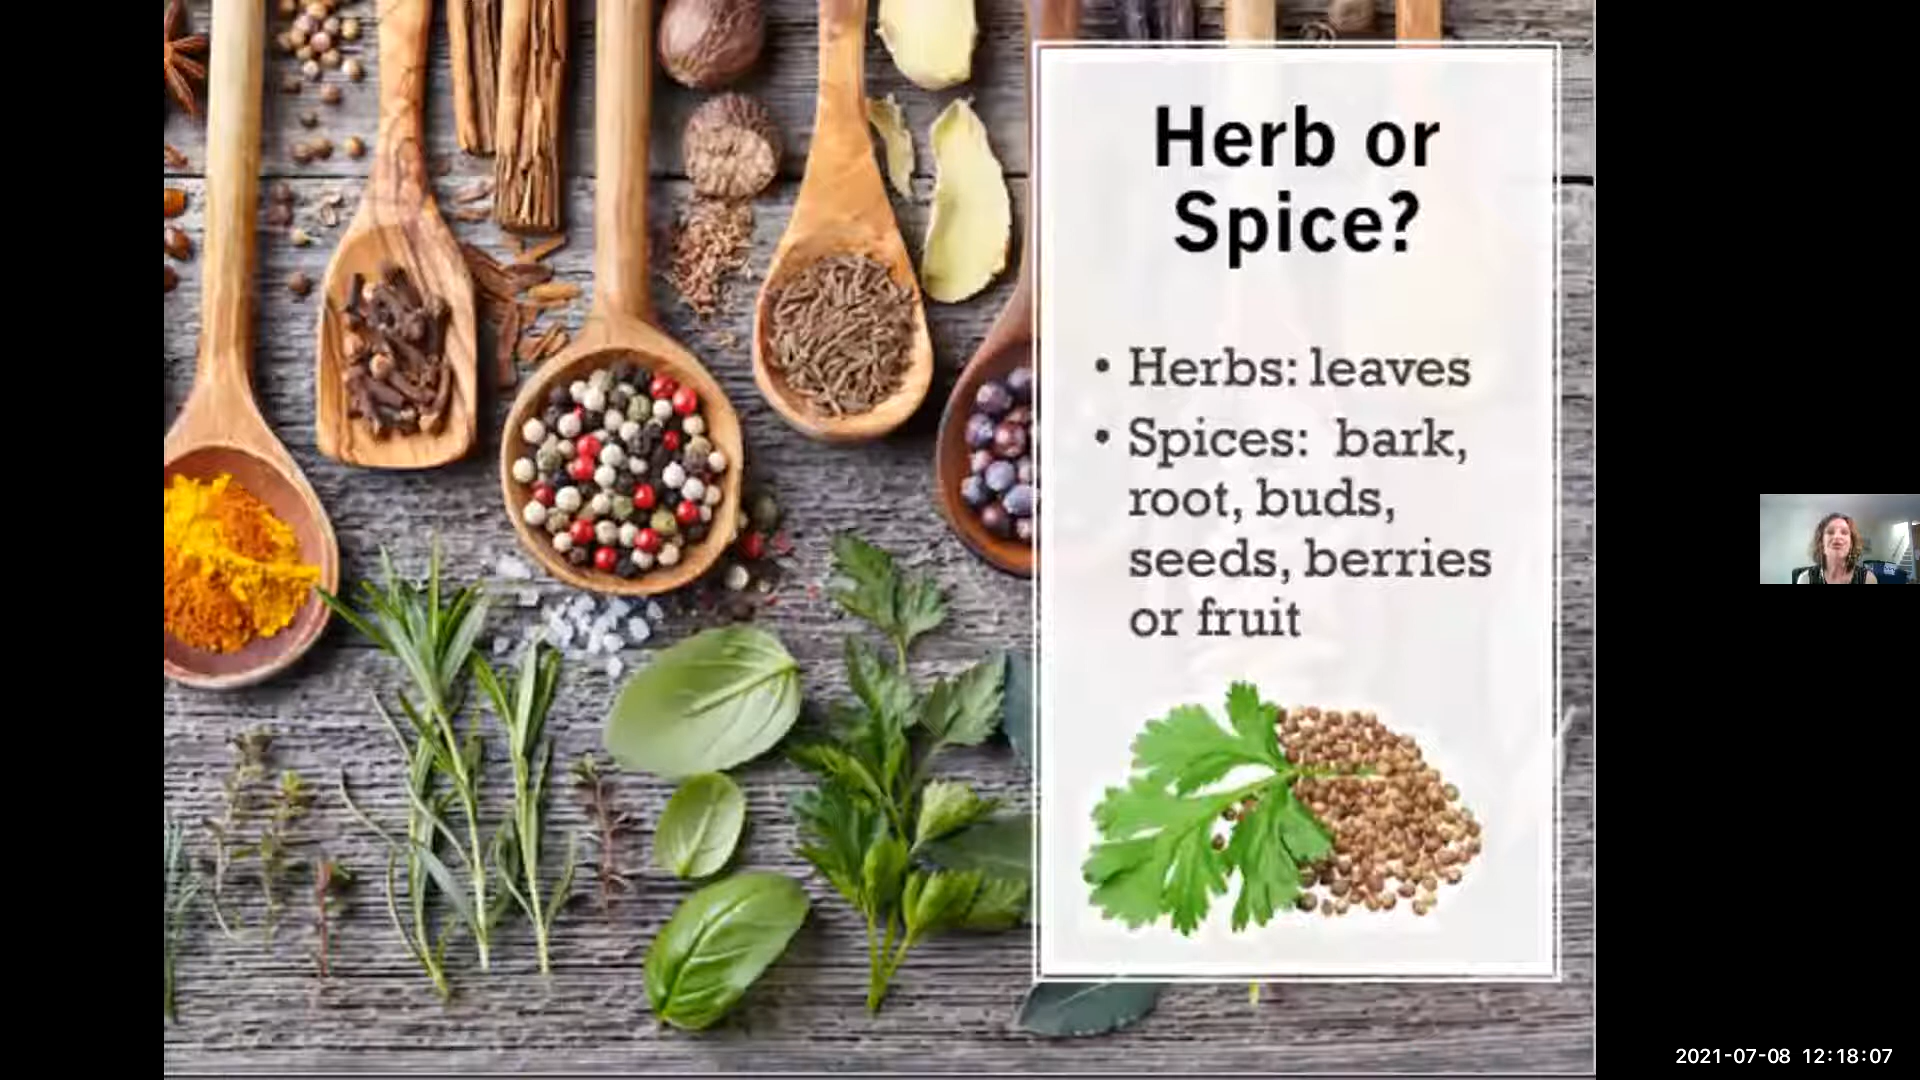 Herb or
Spice?
• Herbs: leaves
• Spices: bark,
root, buds,
seeds, berries
or fruit
2021-07-08 12:18:07